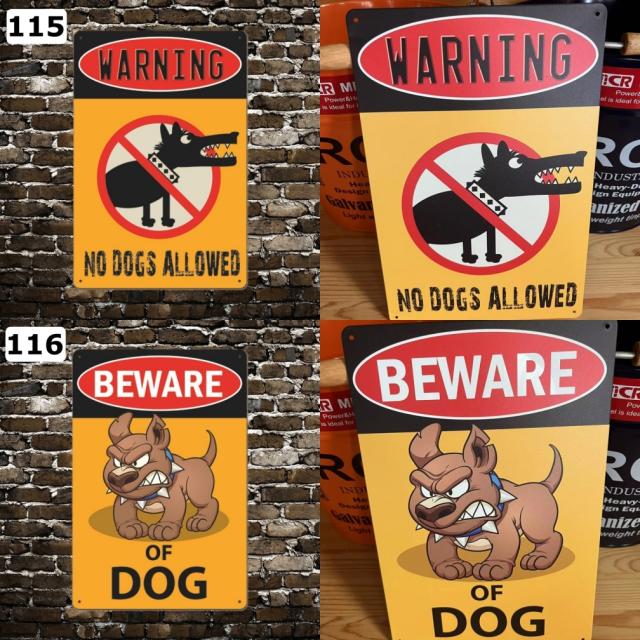 115
WARNING
NO DOGS ALLOWED
WARNING
NO DOGS ALLOWED
116
BEWARE
OF
DOG
BEWARE
OF
DOG